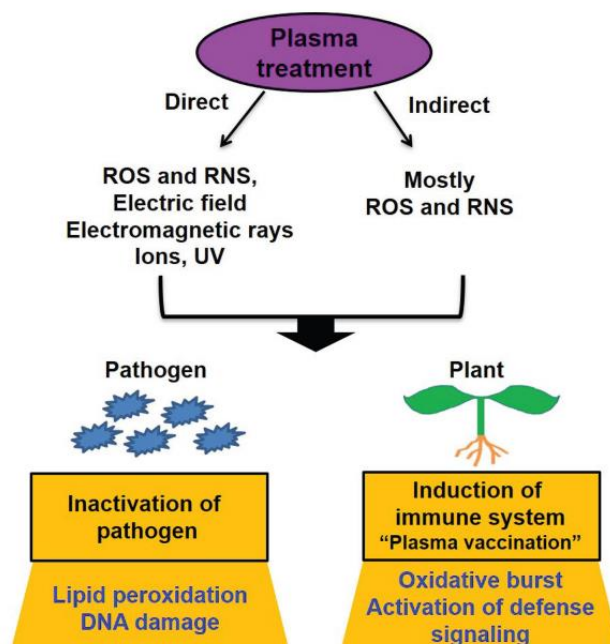 Plasma
treatment
Direct
Indirect
ROS and RNS,
Electric field
Electromagnetic rays
Ions, UV
Mostly
ROS and RNS
Pathogen
Plant
Inactivation of
pathogen
Induction of
immune system
“Plasma vaccination”
Lipid peroxidation
DNA damage
Oxidative burst
Activation of defense
signaling